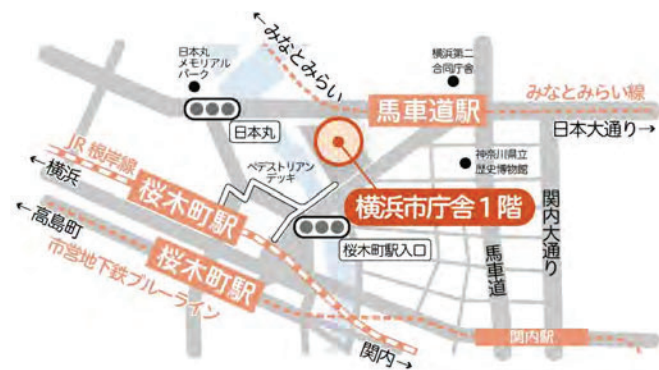 ←みなとみらい
日本丸
メモリアル
パーク
横浜第二
合同庁舎
みなとみらい線
馬車道駅
日本丸
日本大通り→
JR根岸線
ペデストリアン
デッキ
神奈川県立
歴史博物館
←横浜
桜木町駅
横浜市庁舎1階
関内大通り
←高島町
桜木町駅
桜木町駅入口
馬車道
市営地下鉄ブルーライン
関内駅
関内→